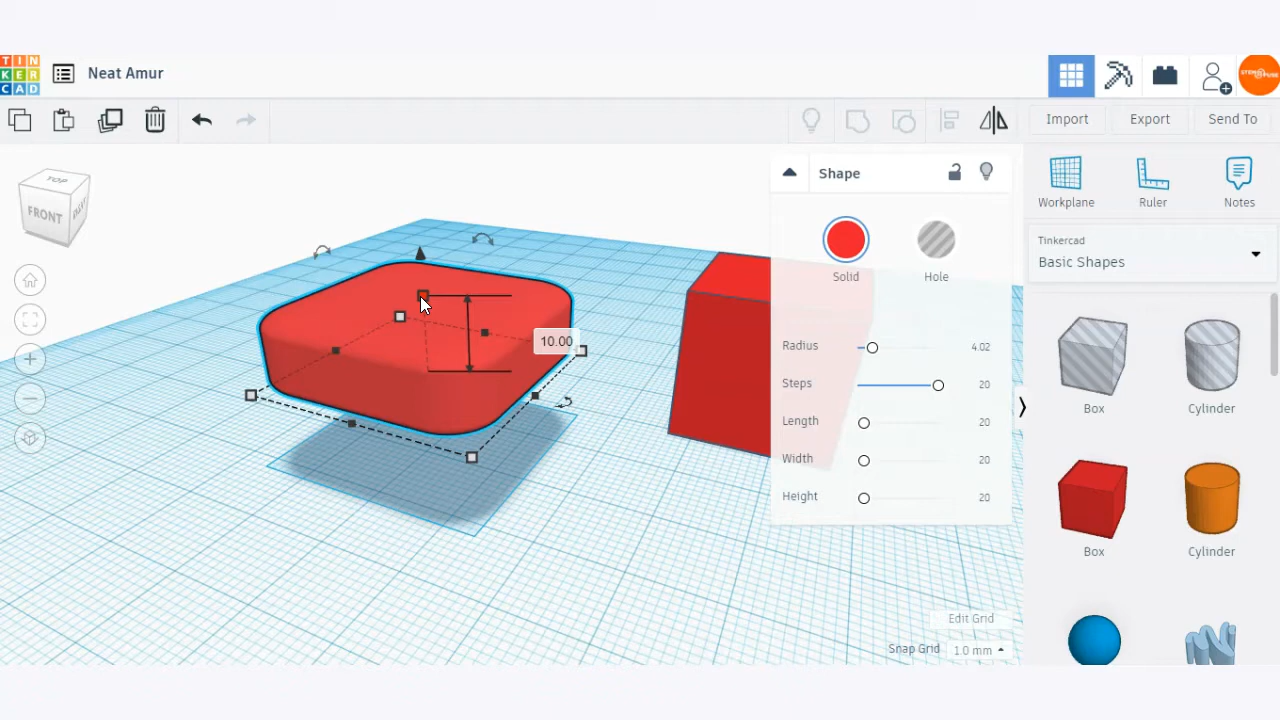 TIN
KER
CAD
Neat Amur
STEM FUSE
Import
Export
Send To
TOP
FRONT
Shape
Solid
Hole
Radius 4.02
Steps 20
Length 20
Width 20
Height 20
10.00
Workplane
Ruler
Notes
Tinkercad
Basic Shapes
Box
Cylinder
Box
Cylinder
Edit Grid
Snap Grid 1.0 mm